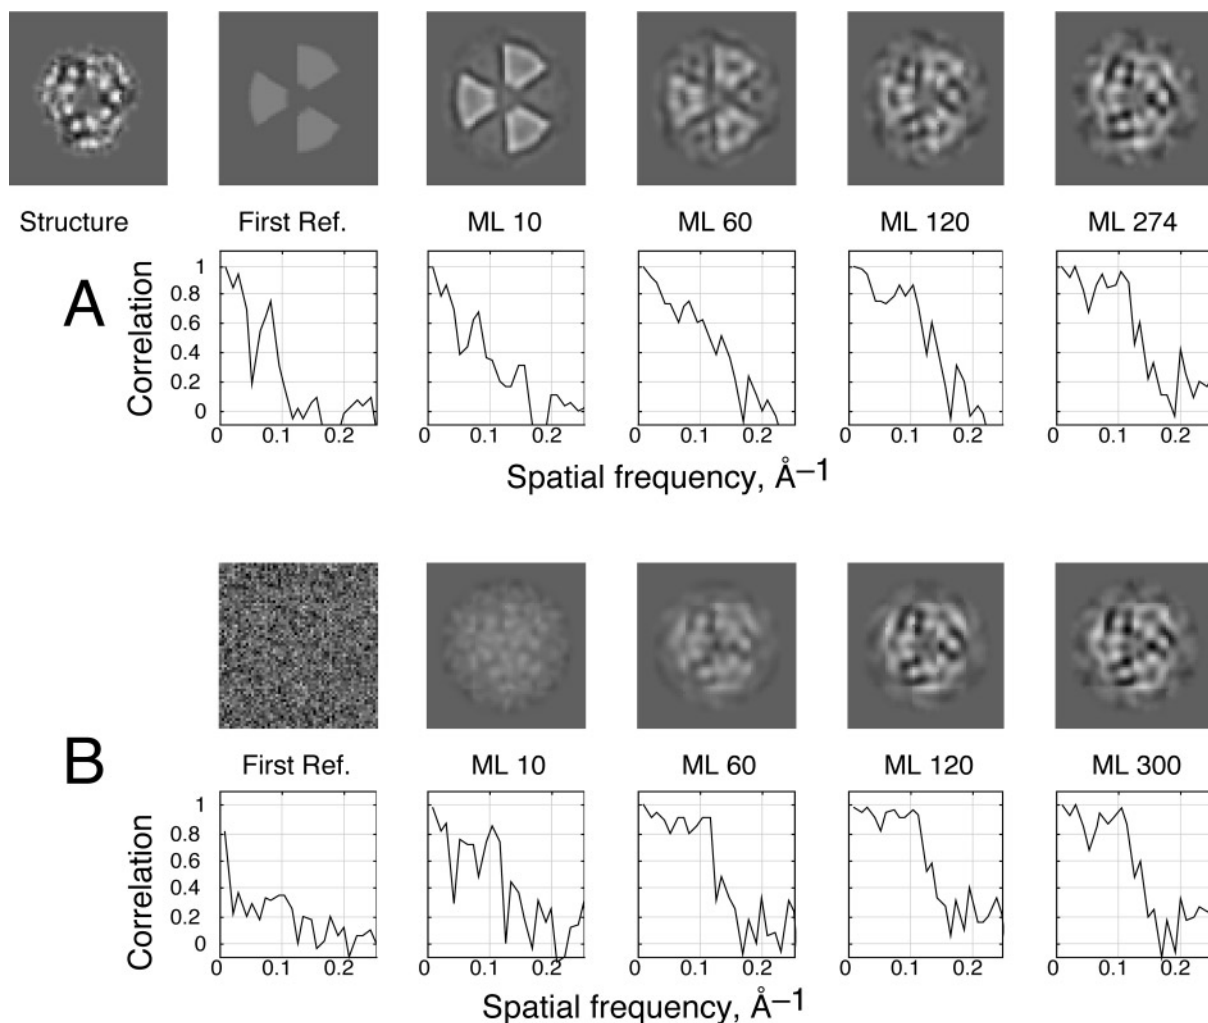 Structure First Ref. ML 10 ML 60 ML 120 ML 274
A
Correlation
1
0.8
0.6
0.4
0.2
0
0 0.1 0.2 0 0.1 0.2 0 0.1 0.2 0 0.1 0.2 0 0.1 0.2
Spatial frequency, Å−1
B
First Ref. ML 10 ML 60 ML 120 ML 300
Correlation
1
0.8
0.6
0.4
0.2
0
0 0.1 0.2 0 0.1 0.2 0 0.1 0.2 0 0.1 0.2 0 0.1 0.2
Spatial frequency, Å−1